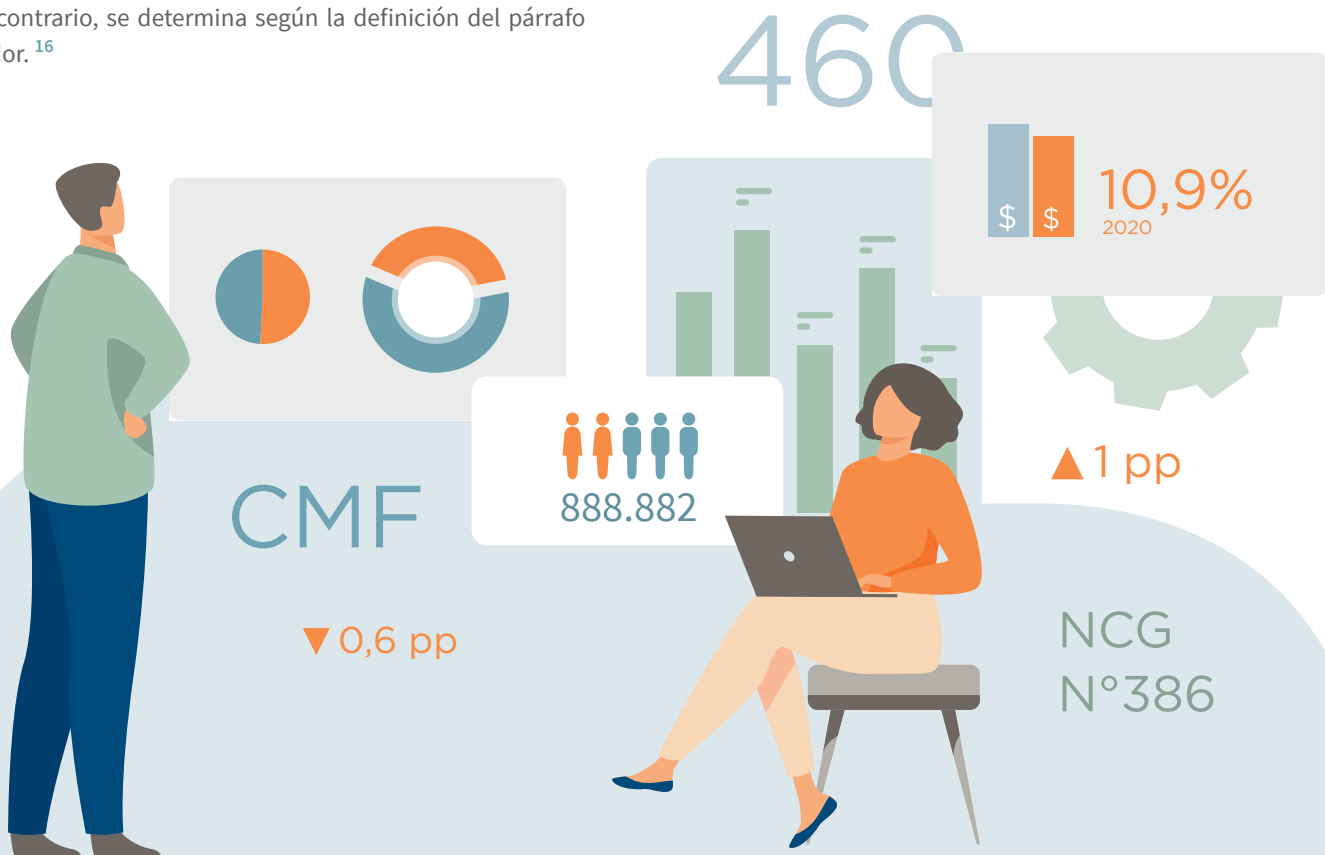 contrario, se determina según la definición del párrafo
ior. 16
460
$ $
10,9%
2020
888.882
CMF
▲ 1 pp
▼ 0,6 pp
NCG
N°386